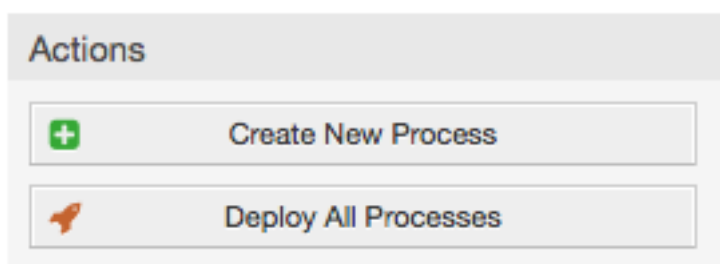 Actions
Create New Process
Deploy All Processes